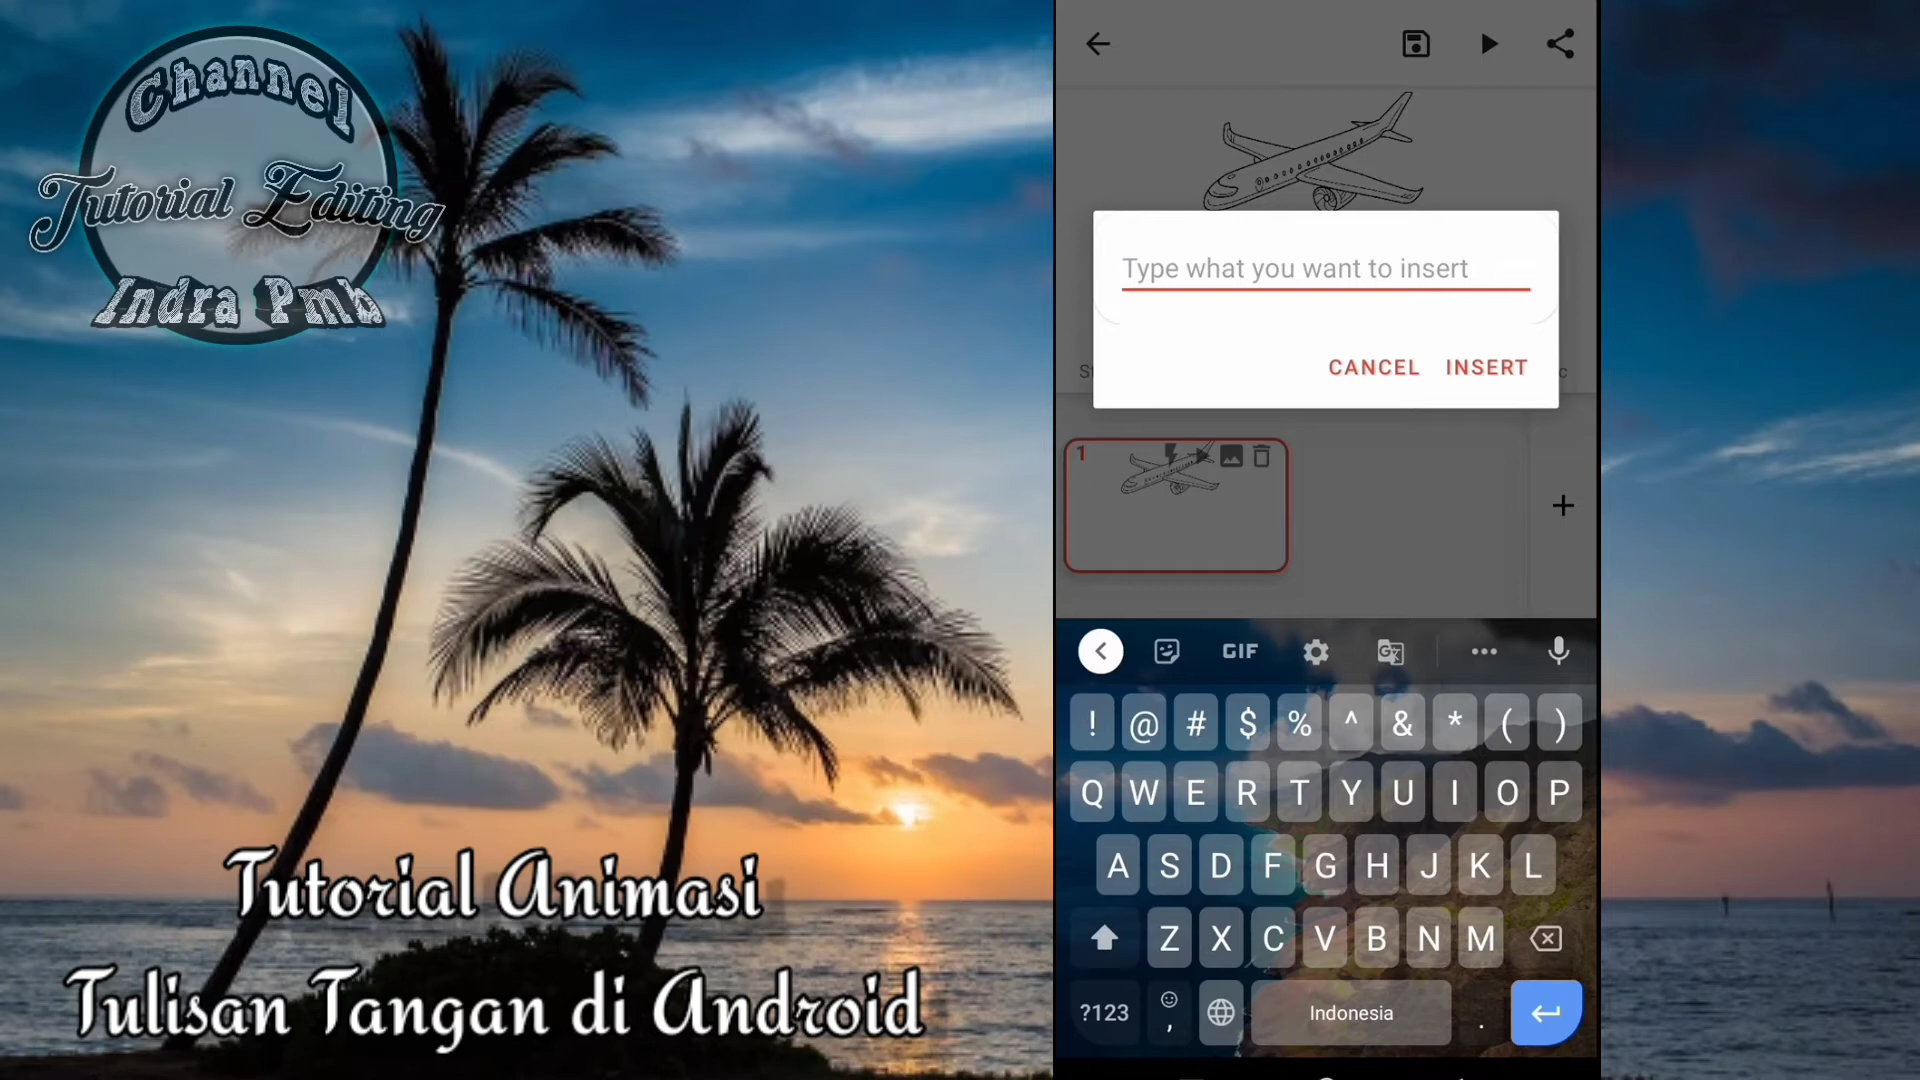 Channel
Tutorial Editing
Indra Pmb
Tutorial Animasi
Tulisan Tangan di Android
Type what you want to insert
CANCEL INSERT
1
GIF
! @ # $ % ^ & * ( )
Q W E R T Y U I O P
A S D F G H J K L
Z X C V B N M
?123 , Indonesia .